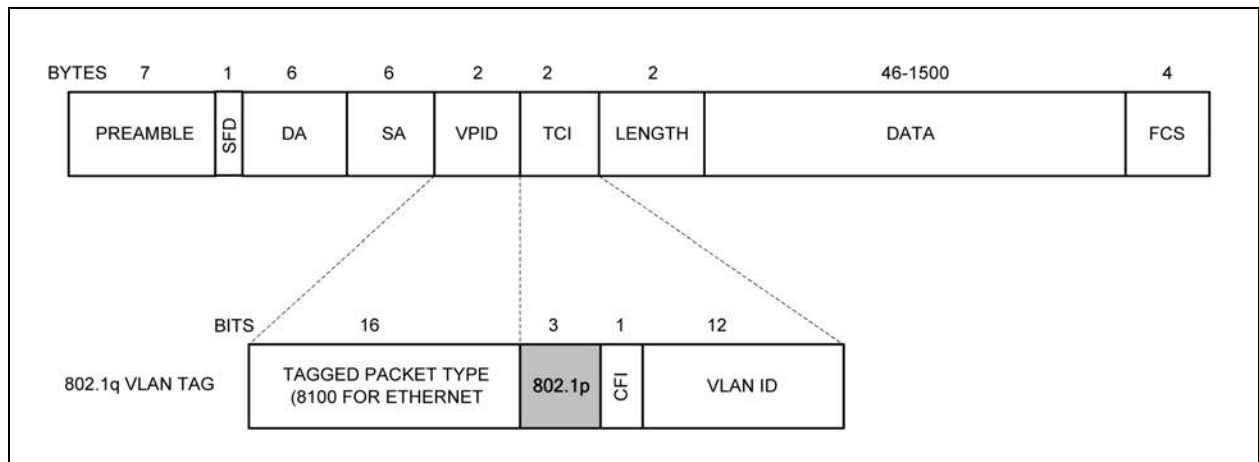 BYTES 7 1 6 6 2 2 2 46-1500 4
PREAMBLE SFD DA SA VPID TCI LENGTH DATA FCS
BITS 16 3 1 12
802.1q VLAN TAG
TAGGED PACKET TYPE
(8100 FOR ETHERNET
802.1p CFI VLAN ID